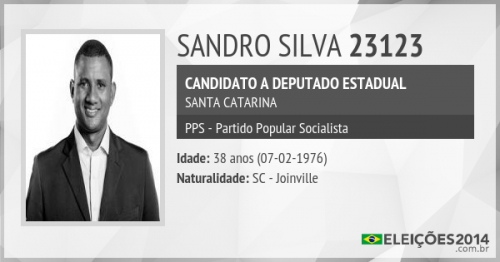 SANDRO SILVA 23123
CANDIDATO A DEPUTADO ESTADUAL
SANTA CATARINA
PPS - Partido Popular Socialista
Idade: 38 anos (07-02-1976)
Naturalidade: SC - Joinville
ELEIÇÕES2014
.com.br